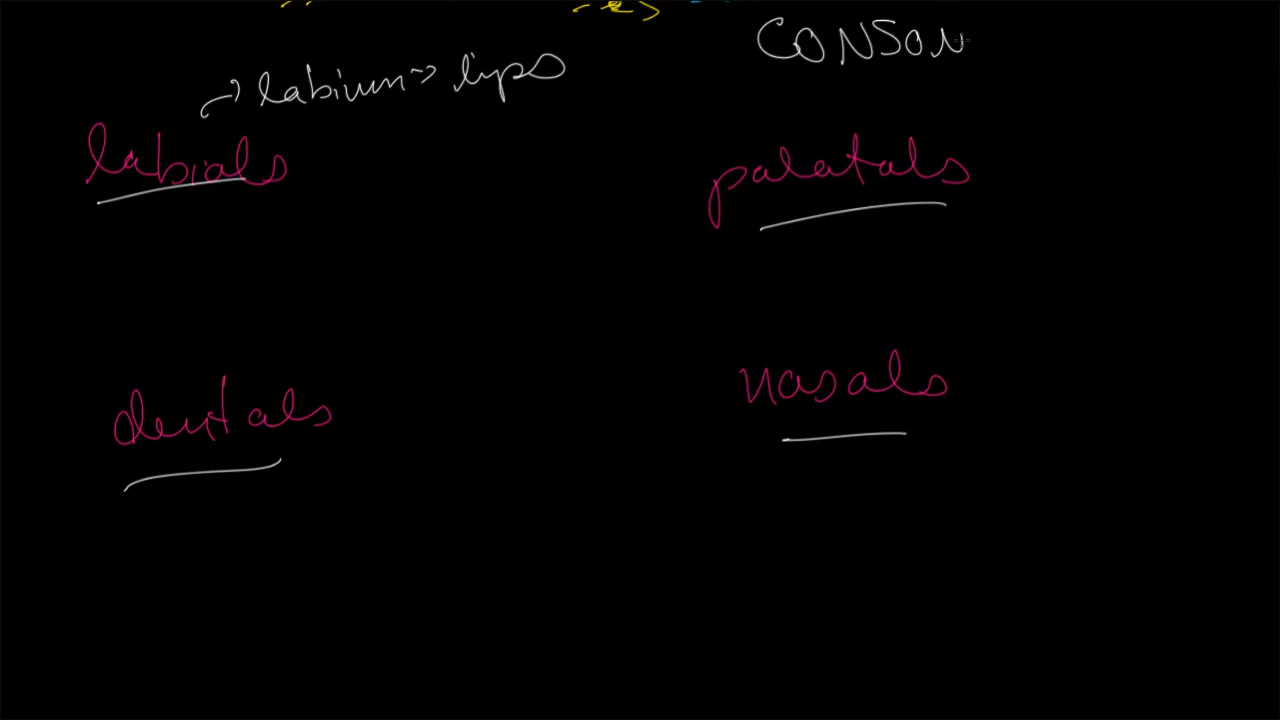 CONSON
→ labium → lips
labials
palatals
nasals
dentals